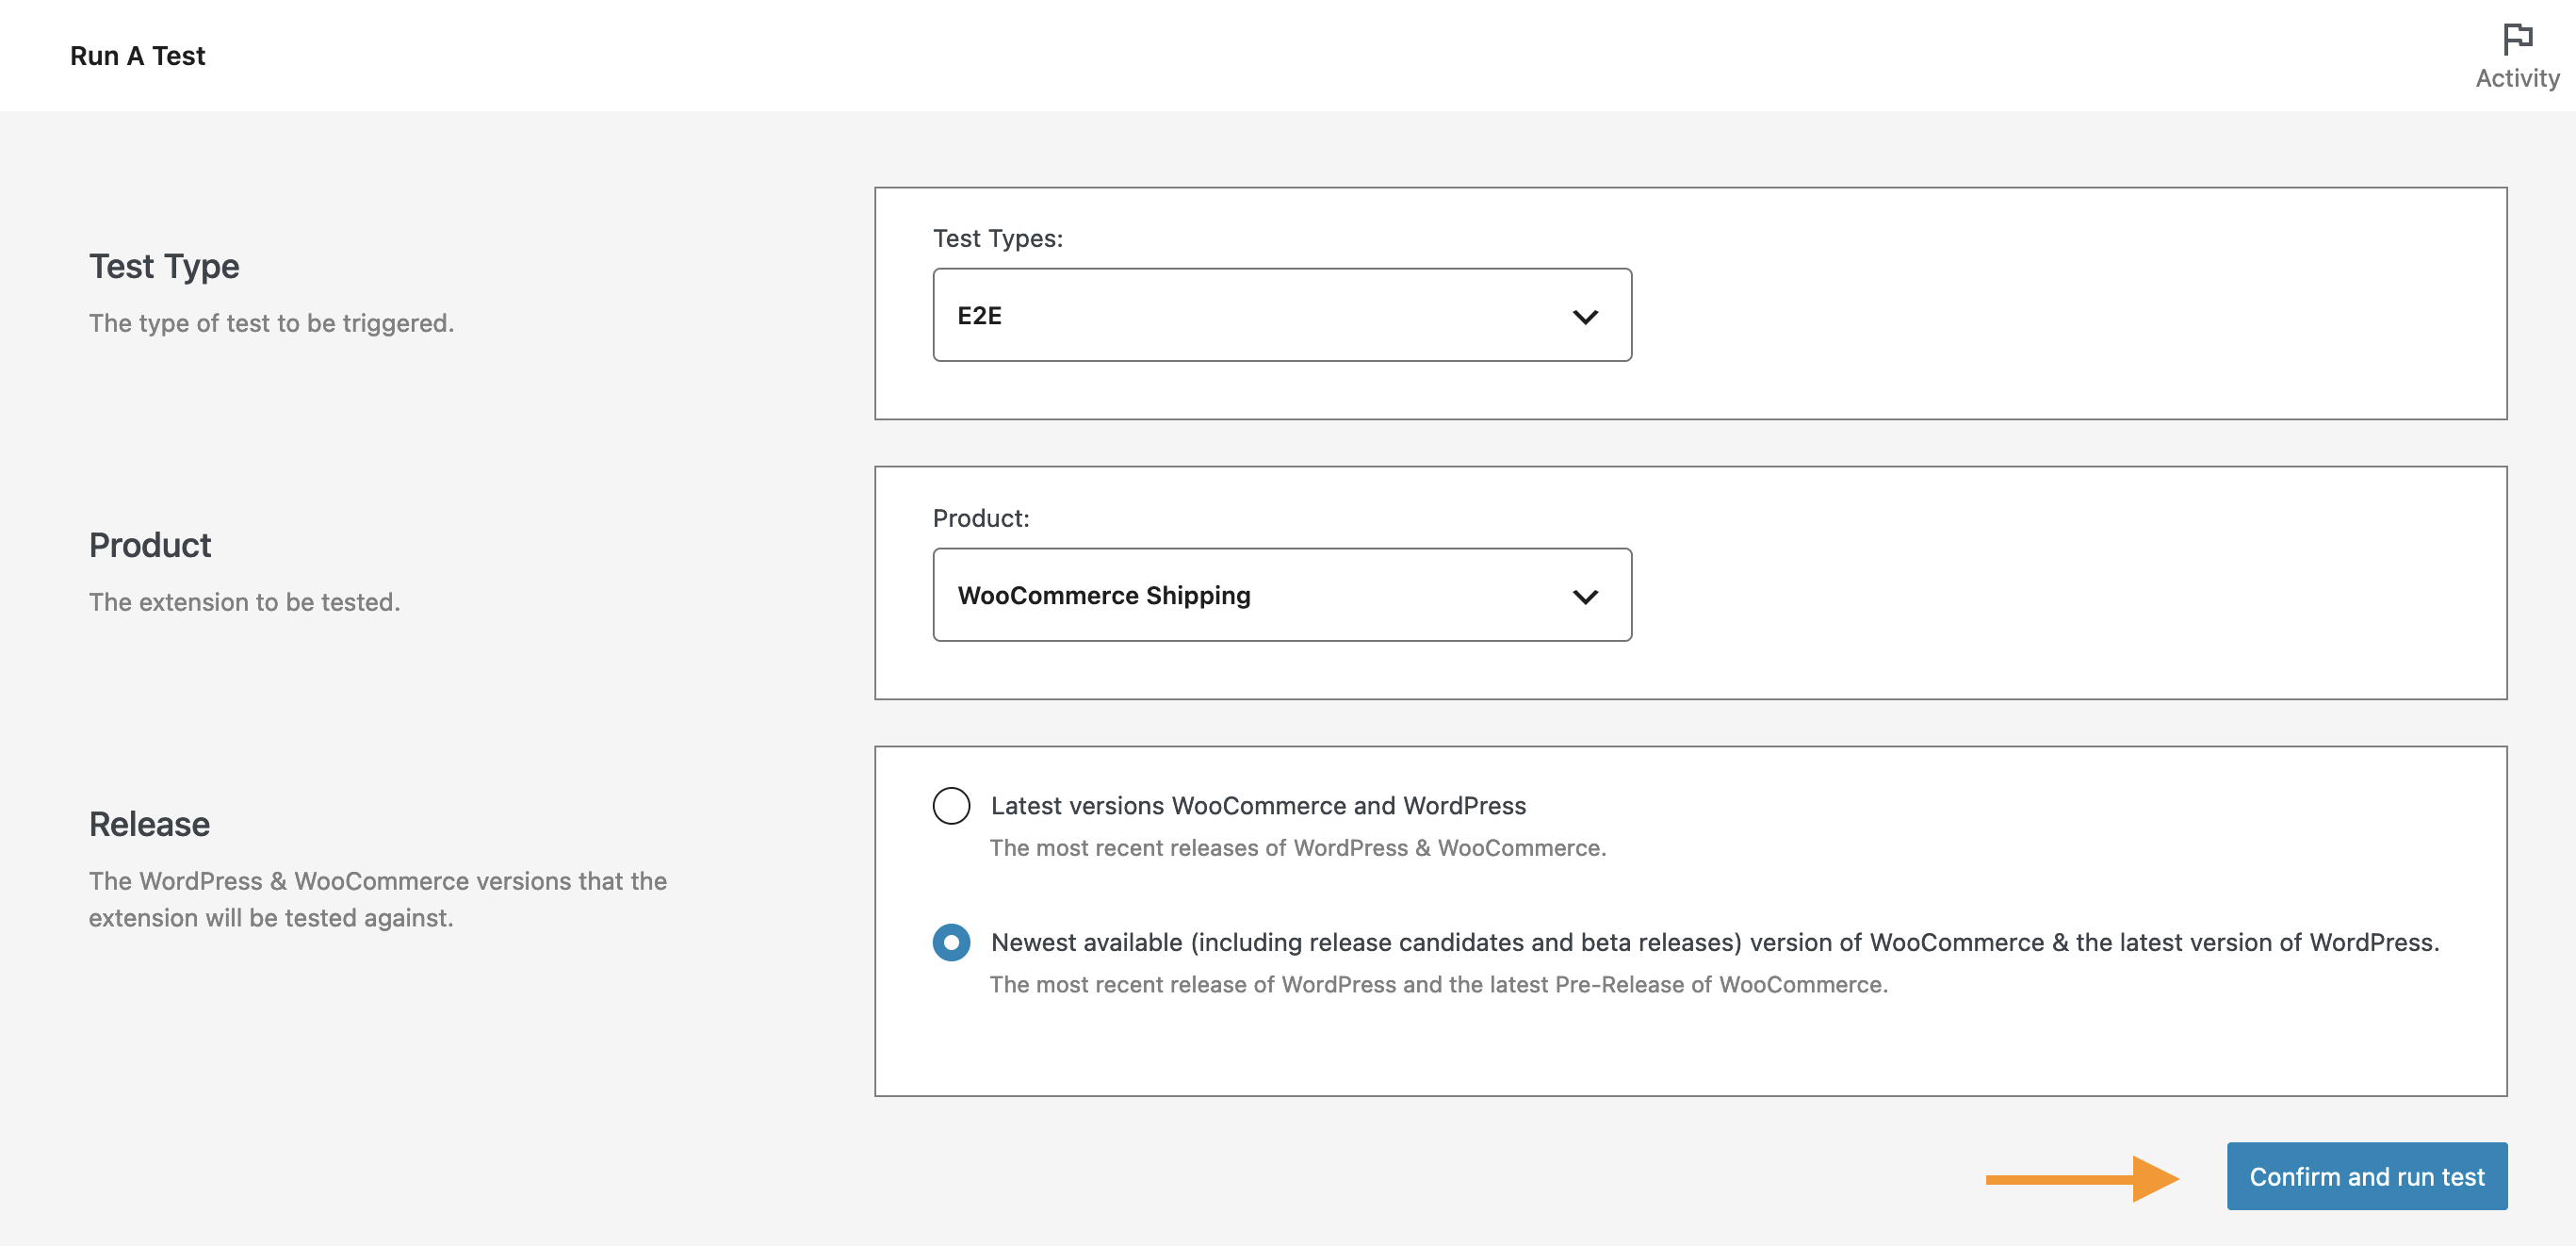 Run A Test
Activity
Test Type
The type of test to be triggered.
Test Types:
E2E
Product
The extension to be tested.
Product:
WooCommerce Shipping
Release
The WordPress & WooCommerce versions that the
extension will be tested against.
Latest versions WooCommerce and WordPress
The most recent releases of WordPress & WooCommerce.
Newest available (including release candidates and beta releases) version of WooCommerce & the latest version of WordPress.
The most recent release of WordPress and the latest Pre-Release of WooCommerce.
Confirm and run test